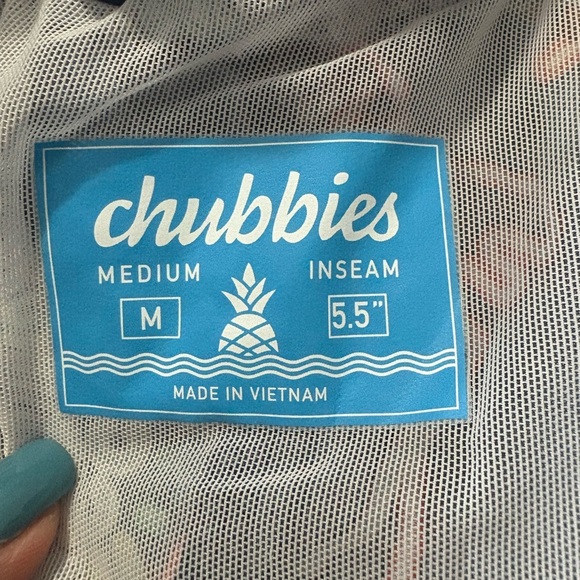 chubbies
MEDIUM INSEAM
M 5.5"
MADE IN VIETNAM